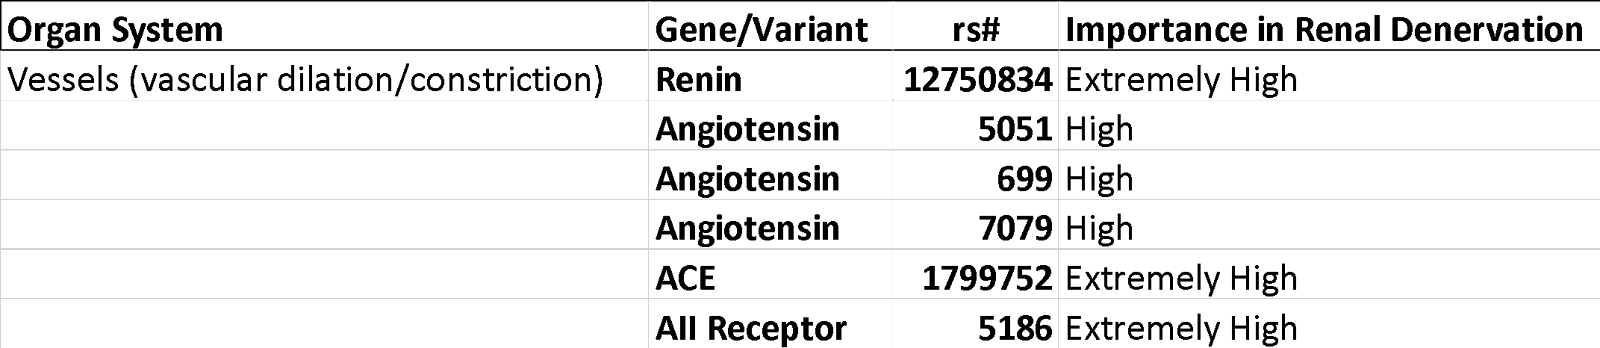 Organ System Gene/Variant rs# Importance in Renal Denervation
Vessels (vascular dilation/constriction) Renin 12750834 Extremely High
Angiotensin 5051 High
Angiotensin 699 High
Angiotensin 7079 High
ACE 1799752 Extremely High
AII Receptor 5186 Extremely High